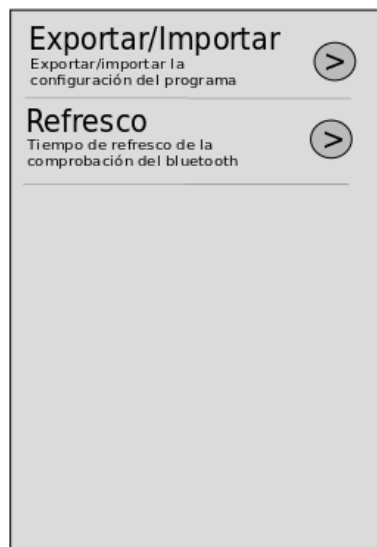 Exportar/Importar
Exportar/importar la
configuración del programa
>
Refresco
Tiempo de refresco de la
comprobación del bluetooth
>